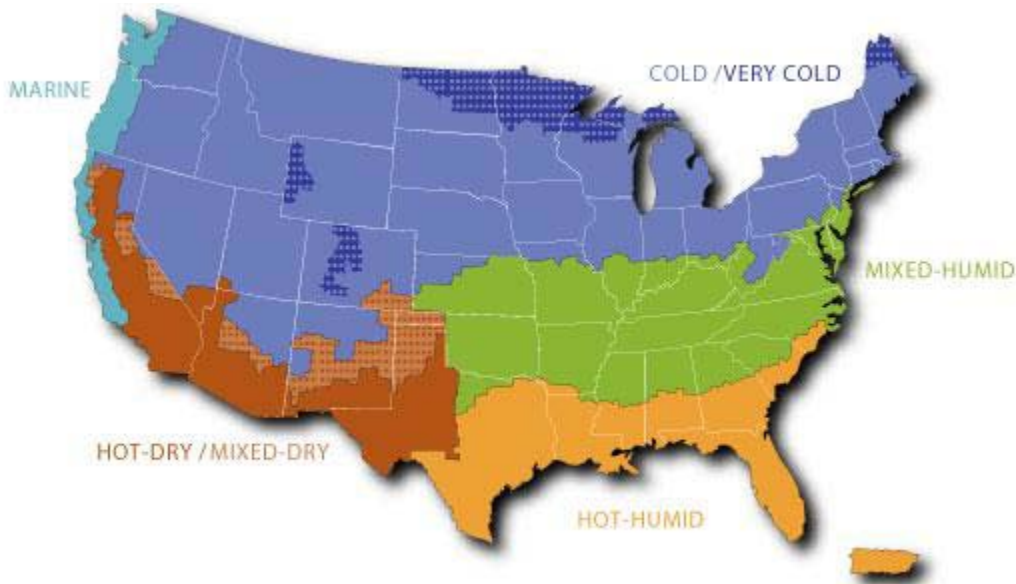 COLD / VERY COLD
MARINE
MIXED-HUMID
HOT-DRY / MIXED-DRY
HOT-HUMID